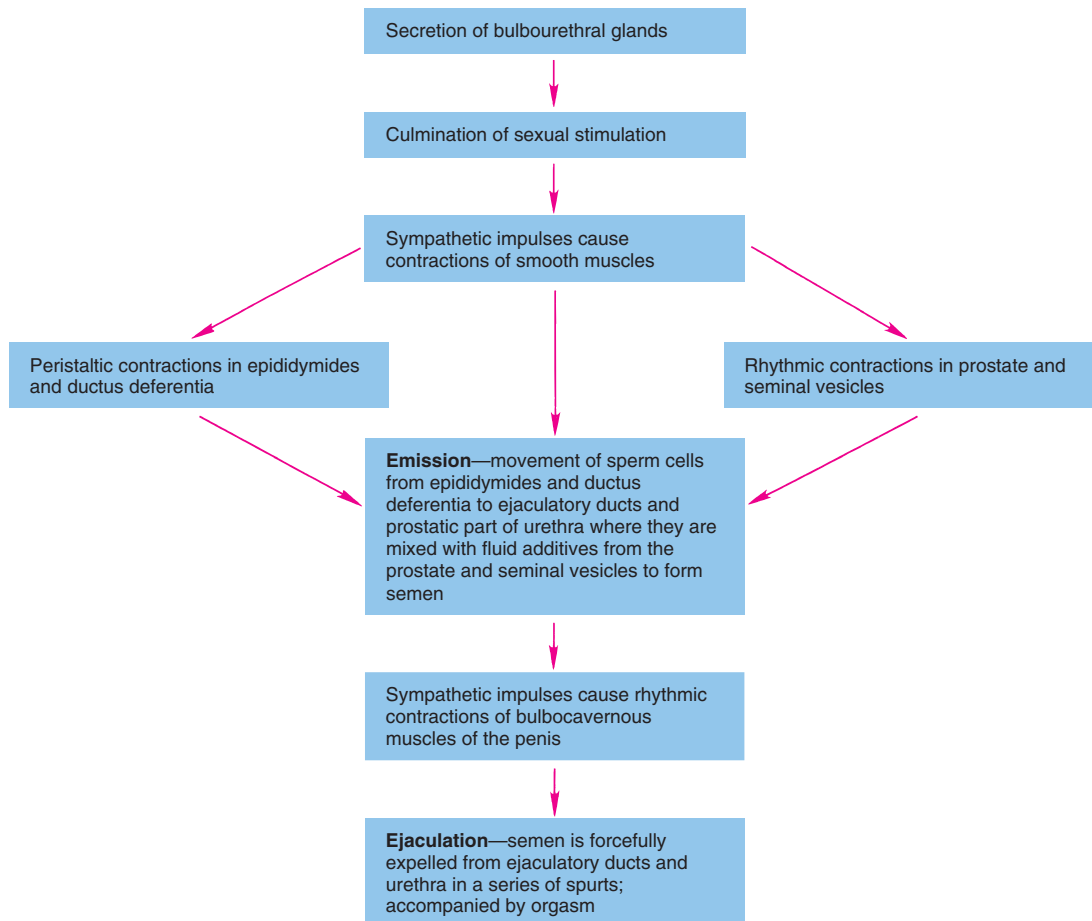 Secretion of bulbourethral glands
Culmination of sexual stimulation
Sympathetic impulses cause
contractions of smooth muscles
Peristaltic contractions in epididymides
and ductus deferentia
Rhythmic contractions in prostate and
seminal vesicles
Emission—movement of sperm cells
from epididymides and ductus
deferentia to ejaculatory ducts and
prostatic part of urethra where they are
mixed with fluid additives from the
prostate and seminal vesicles to form
semen
Sympathetic impulses cause rhythmic
contractions of bulbocavernous
muscles of the penis
Ejaculation—semen is forcefully
expelled from ejaculatory ducts and
urethra in a series of spurts;
accompanied by orgasm